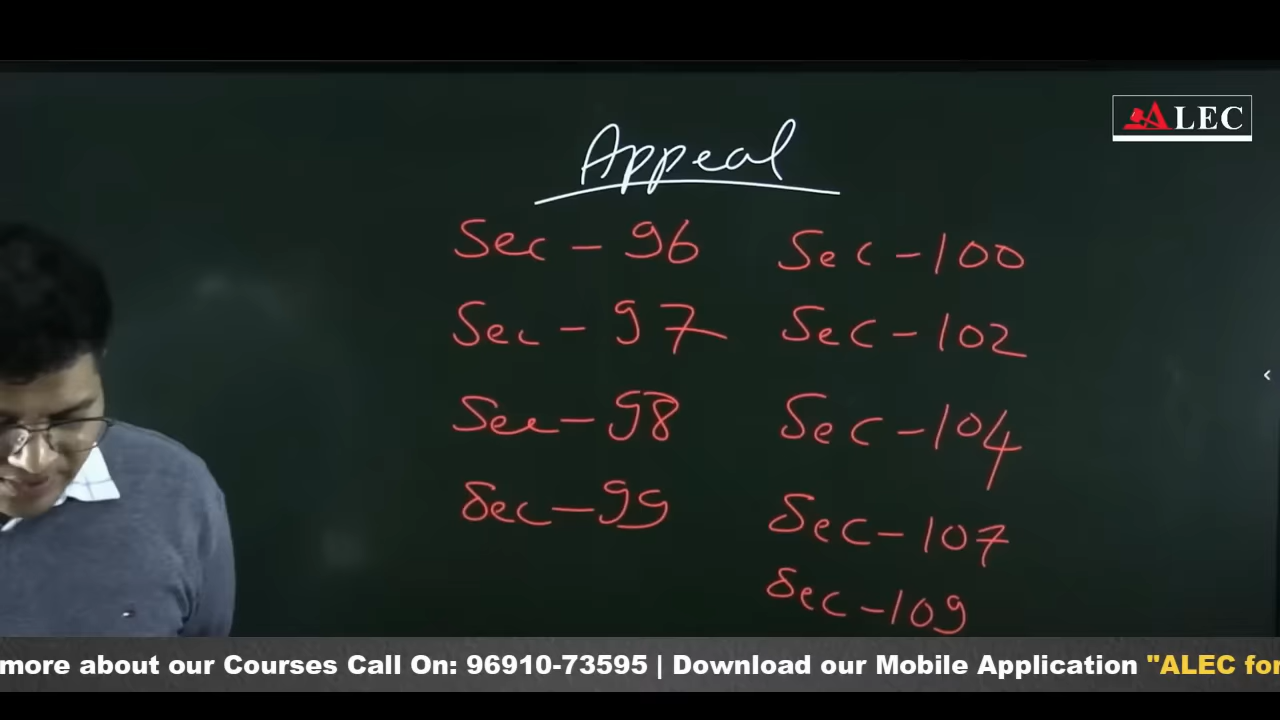 ALEC
Appeal
Sec - 96
Sec - 97
Sec - 98
Sec - 99
Sec - 100
Sec - 102
Sec - 104
Sec - 107
Sec - 109
more about our Courses Call On: 96910-73595 | Download our Mobile Application "ALEC for